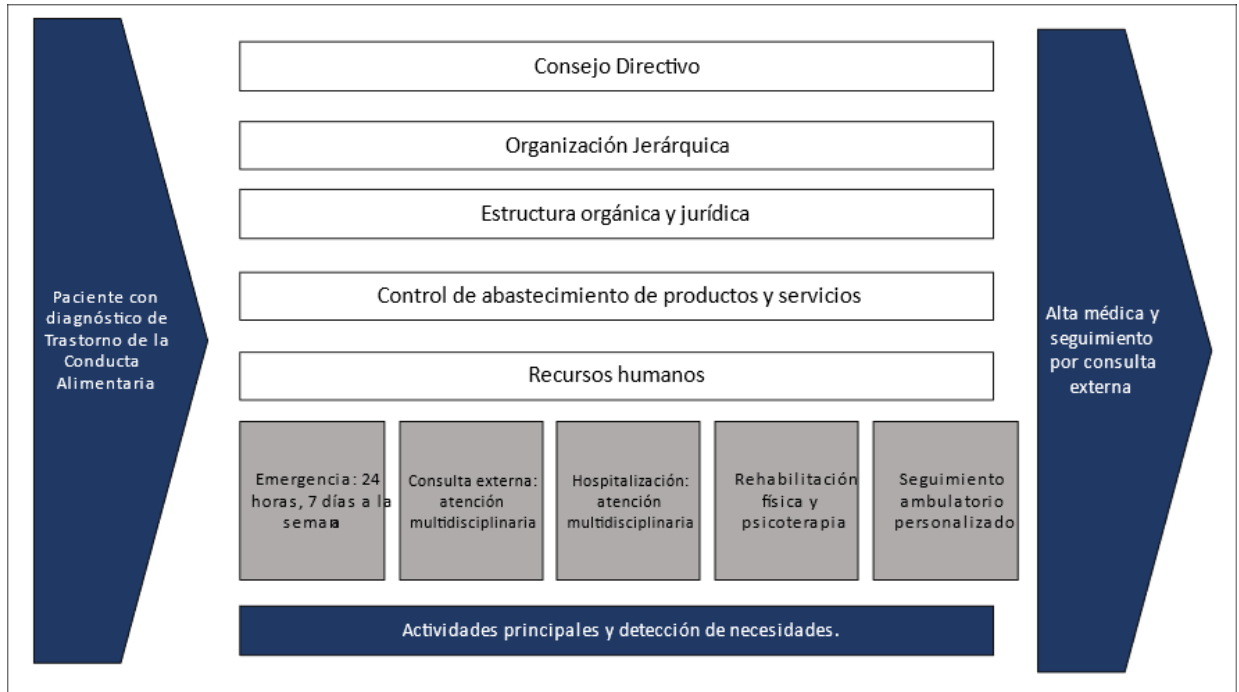 Paciente con
diagnóstico de
Trastorno de la
Conducta
Alimentaria
Consejo Directivo
Organización Jerárquica
Estructura orgánica y jurídica
Control de abastecimiento de productos y servicios
Recursos humanos
Emergencia: 24
horas, 7 días a la
semana
Consulta externa:
atención
multidisciplinaria
Hospitalización:
atención
multidisciplinaria
Rehabilitación
física y
psicoterapia
Seguimiento
ambulatorio
personalizado
Actividades principales y detección de necesidades.
Alta médica y
seguimiento
por consulta
externa